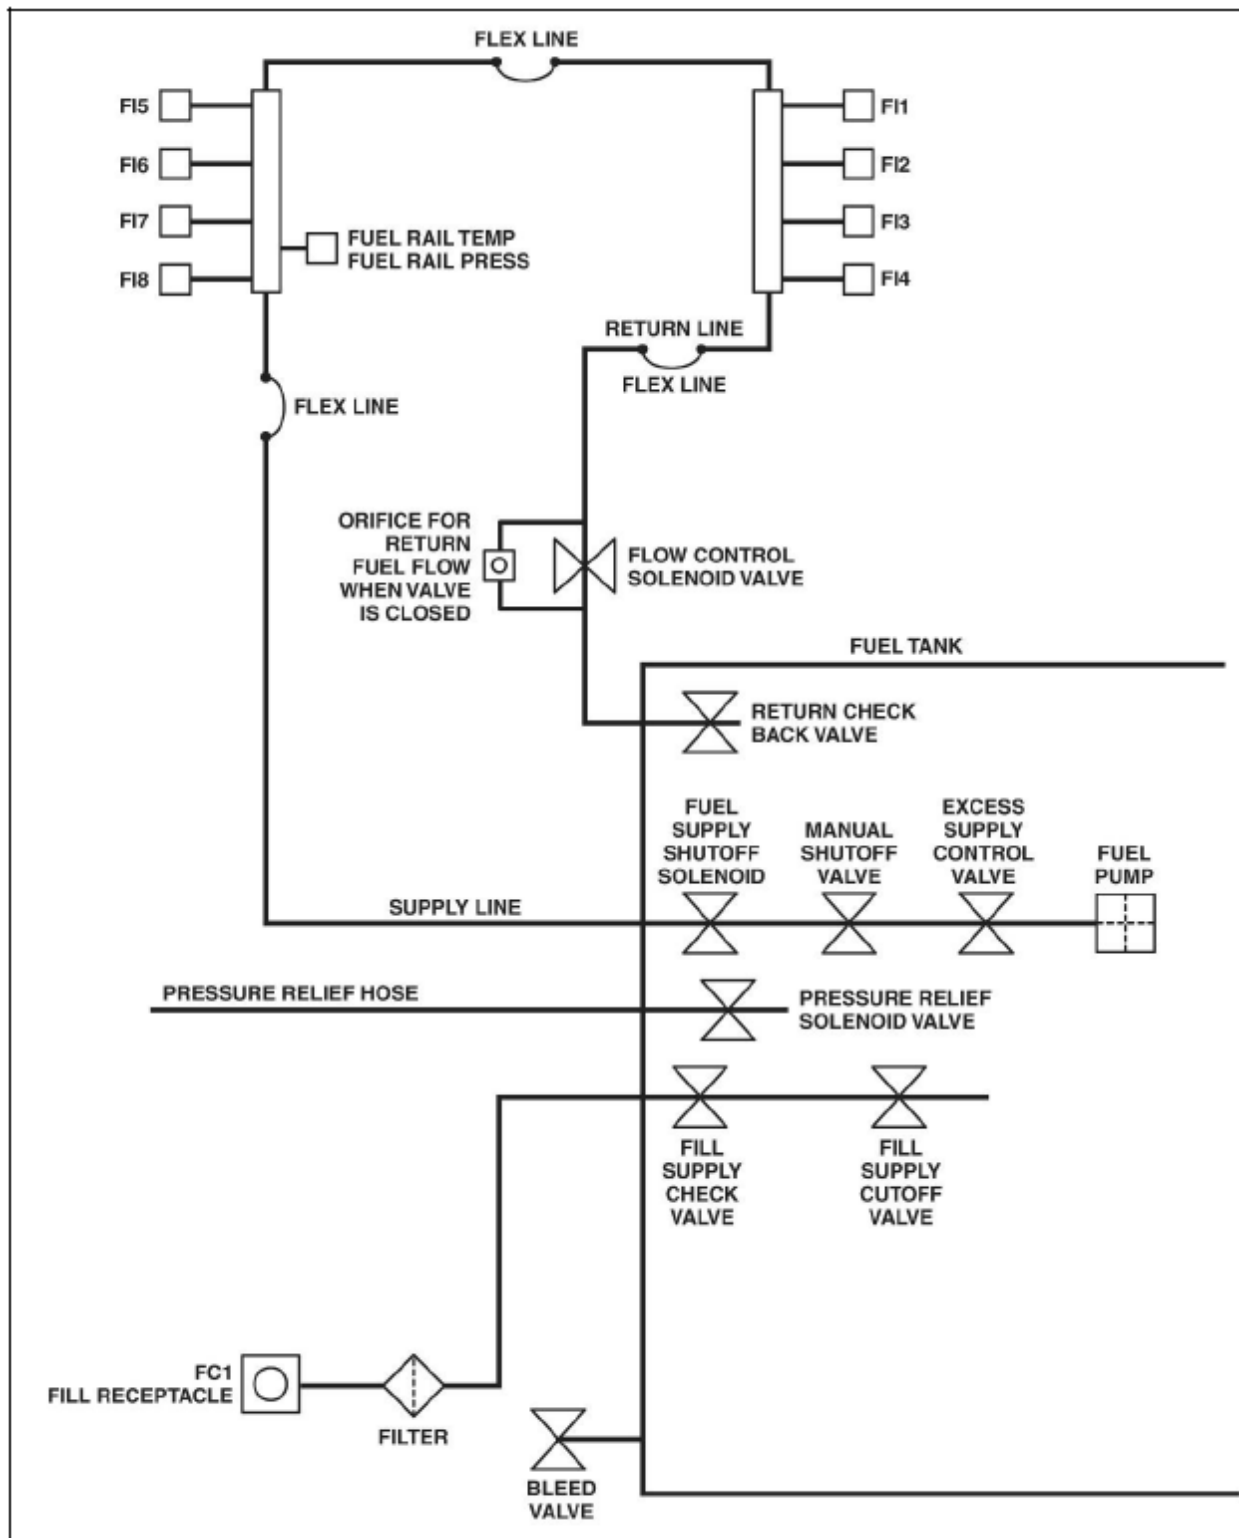 FLEX LINE
FI5
FI6
FI7
FI8
FUEL RAIL TEMP
FUEL RAIL PRESS
FI1
FI2
FI3
FI4
RETURN LINE
FLEX LINE
FLEX LINE
ORIFICE FOR
RETURN
FUEL FLOW
WHEN VALVE
IS CLOSED
FLOW CONTROL
SOLENOID VALVE
FUEL TANK
RETURN CHECK
BACK VALVE
FUEL
SUPPLY
SHUTOFF
SOLENOID
MANUAL
SHUTOFF
VALVE
EXCESS
SUPPLY
CONTROL
VALVE
FUEL
PUMP
SUPPLY LINE
PRESSURE RELIEF HOSE
PRESSURE RELIEF
SOLENOID VALVE
FILL
SUPPLY
CHECK
VALVE
FILL
SUPPLY
CUTOFF
VALVE
FC1
FILL RECEPTACLE
FILTER
BLEED
VALVE